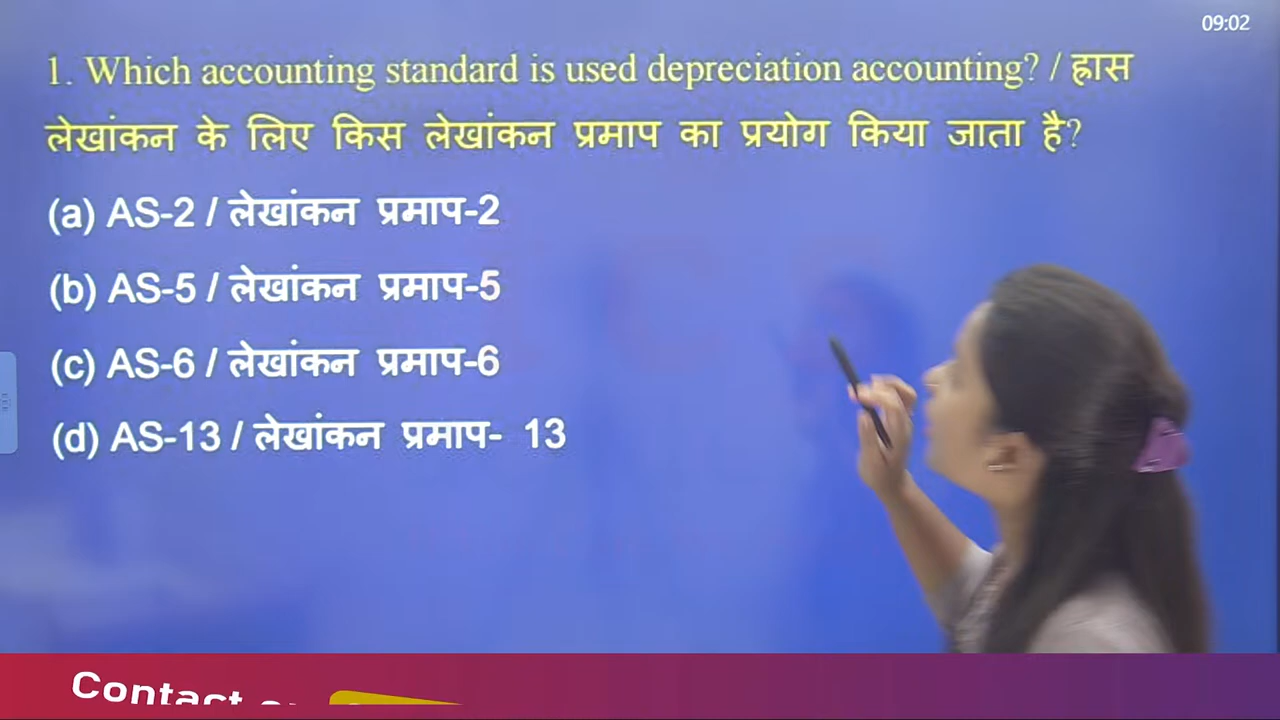 09:02
1. Which accounting standard is used depreciation accounting? / ह्रास
लेखांकन के लिए किस लेखांकन प्रमाप का प्रयोग किया जाता है?
(a) AS-2 / लेखांकन प्रमाप-2
(b) AS-5 / लेखांकन प्रमाप-5
(c) AS-6 / लेखांकन प्रमाप-6
(d) AS-13 / लेखांकन प्रमाप- 13
Contact